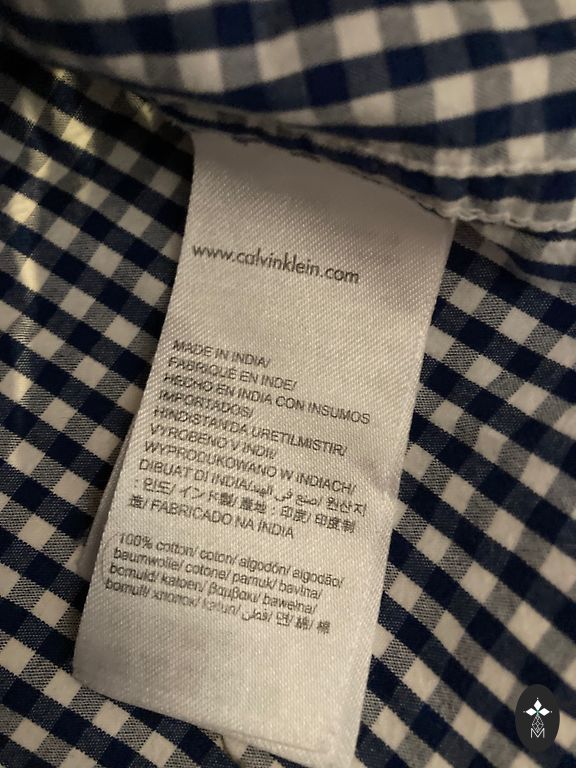 www.calvinklein.com
MADE IN INDIA/
FABRIQUÉ EN INDE/
HECHO EN INDIA CON INSUMOS
IMPORTADOS/
HINDISTAN'DA URETILMISTIR/
VYROBENO V INDII/
WYPRODUKOWANO W INDIACH/
DIBUAT DI INDIA/ صنع في الهند/ 원산지
: 인도/ インド製/ 產地 : 印度/ 印度制
造/ FABRICADO NA ÍNDIA
100% cotton/ coton/ algodón/ algodão/
baumwolle/ cotone/ pamuk/ bavlna/
bomuld/ katoen/ βαμβακι/ bawełna/
bomull/ хлопок/ katun/ قطن/ 면/ 綿/ 棉